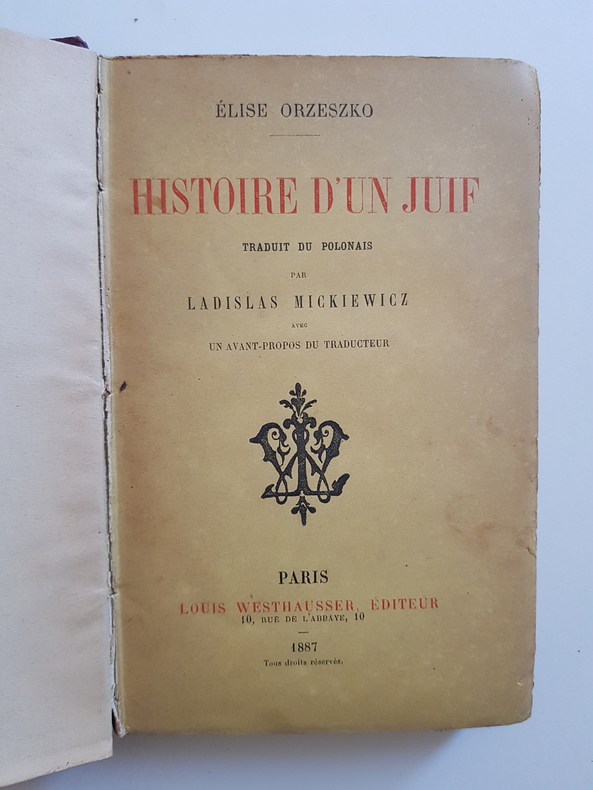 ÉLISE ORZESZKO
HISTOIRE D'UN JUIF
TRADUIT DU POLONAIS
PAR
LADISLAS MICKIEWICZ
AVEC
UN AVANT-PROPOS DU TRADUCTEUR
PARIS
LOUIS WESTHAUSSER, ÉDITEUR
10, RUE DE L'ABBAYE, 10
1887
Tous droits réservés.